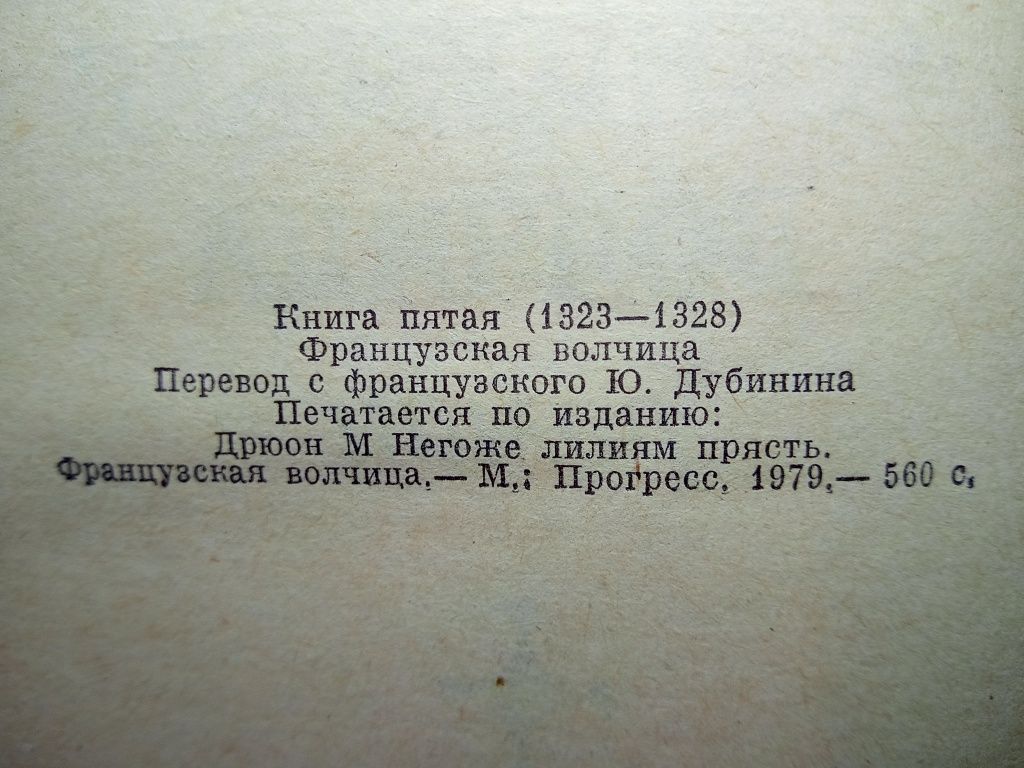 Книга пятая (1323—1328)
Французская волчица
Перевод с французского Ю. Дубинина
Печатается по изданию:
Дрюон М Негоже лилиям прясть.
Французская волчица.— М.: Прогресс, 1979.— 560 с.